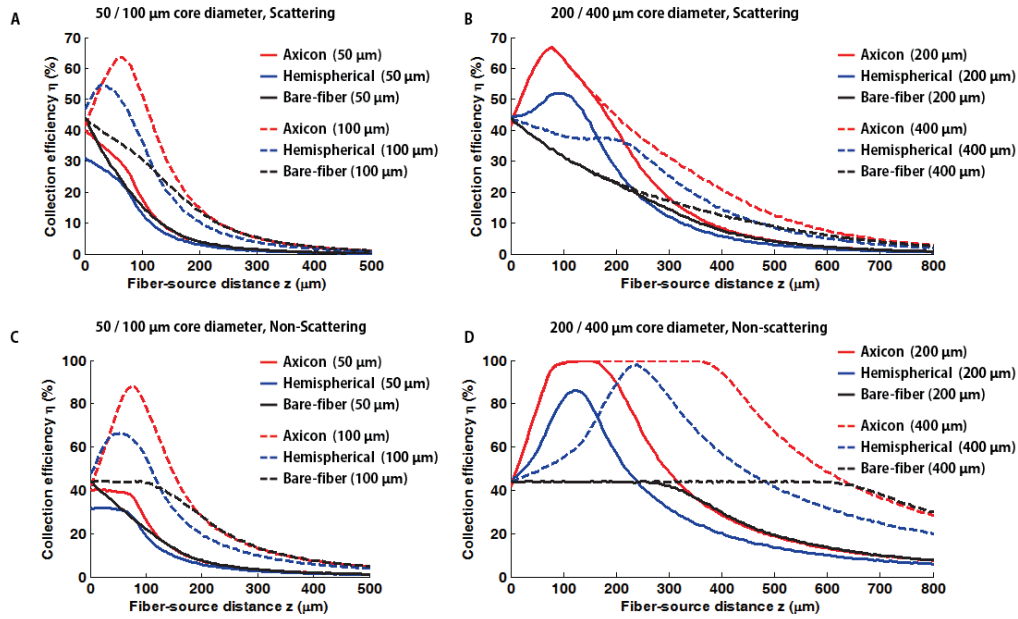 A
50 / 100 µm core diameter, Scattering
Collection efficiency η (%)
70
60
50
40
30
20
10
0
Axicon (50 µm)
Hemispherical (50 µm)
Bare-fiber (50 µm)
Axicon (100 µm)
Hemispherical (100 µm)
Bare-fiber (100 µm)
0 100 200 300 400 500
Fiber-source distance z (µm)
B
200 / 400 µm core diameter, Scattering
Collection efficiency η (%)
70
60
50
40
30
20
10
0
Axicon (200 µm)
Hemispherical (200 µm)
Bare-fiber (200 µm)
Axicon (400 µm)
Hemispherical (400 µm)
Bare-fiber (400 µm)
0 100 200 300 400 500 600 700 800
Fiber-source distance z (µm)
C
50 / 100 µm core diameter, Non-Scattering
Collection efficiency η (%)
100
80
60
40
20
0
Axicon (50 µm)
Hemispherical (50 µm)
Bare-fiber (50 µm)
Axicon (100 µm)
Hemispherical (100 µm)
Bare-fiber (100 µm)
0 100 200 300 400 500
Fiber-source distance z (µm)
D
200 / 400 µm core diameter, Non-scattering
Collection efficiency η (%)
100
80
60
40
20
0
Axicon (200 µm)
Hemispherical (200 µm)
Bare-fiber (200 µm)
Axicon (400 µm)
Hemispherical (400 µm)
Bare-fiber (400 µm)
0 100 200 300 400 500 600 700 800
Fiber-source distance z (µm)